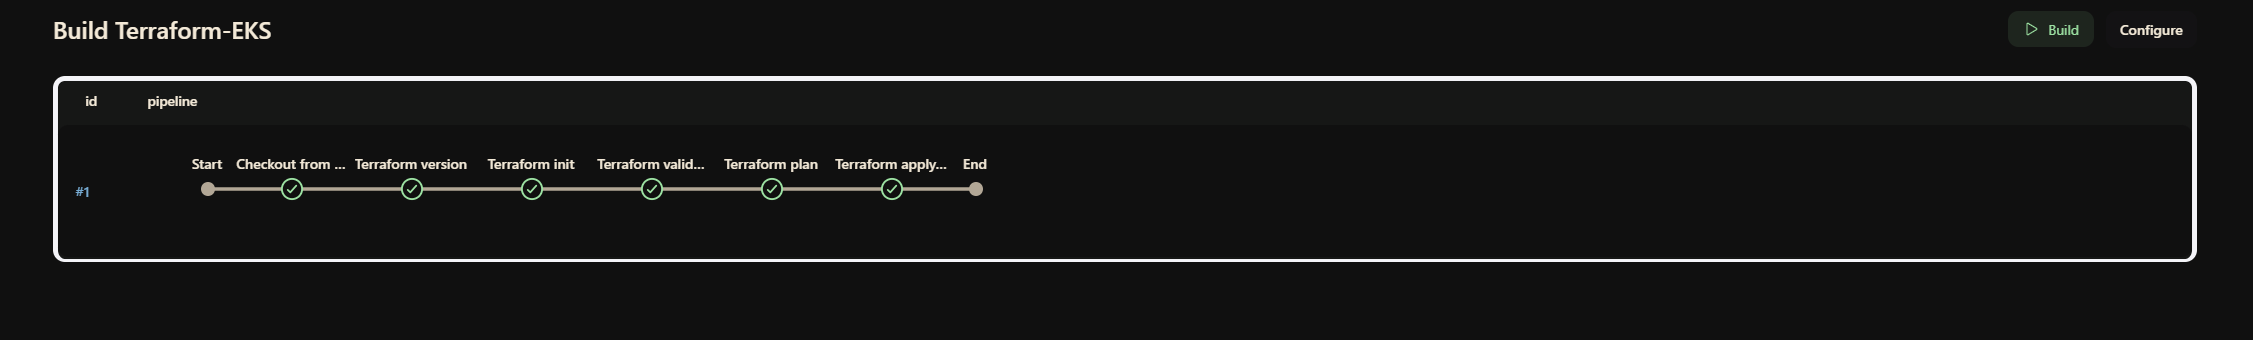 Build Terraform-EKS
Build
Configure
id pipeline
Start Checkout from ... Terraform version Terraform init Terraform valid... Terraform plan Terraform apply... End
#1